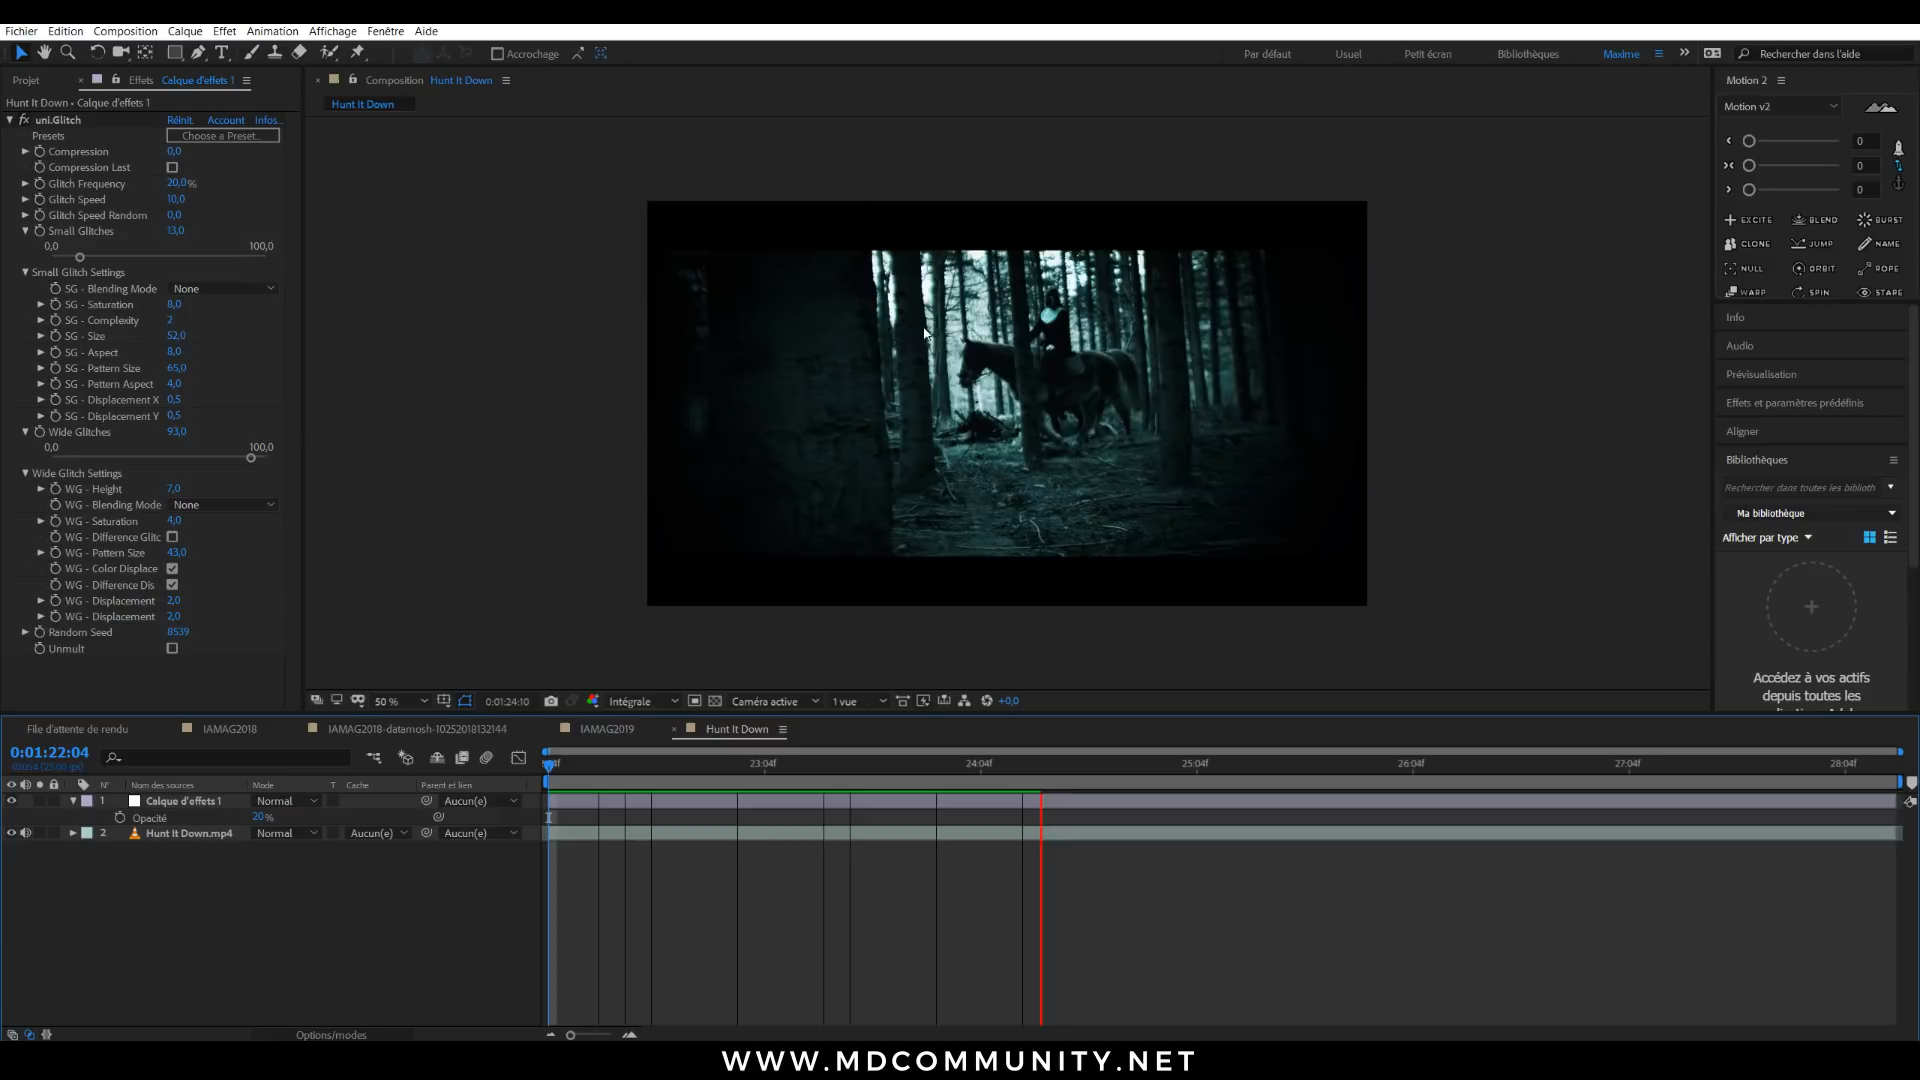 Fichier Edition Composition Calque Effet Animation Affichage Fenêtre Aide
Accrochage
Par défaut Usuel Petit écran Bibliothèques Maxime Rechercher dans l'aide
Projet Effets Calque d'effets 1
Composition Hunt It Down
Hunt It Down • Calque d'effets 1
Hunt It Down
uni.Glitch Réinit. Account Infos...
Presets Choose a Preset...
Compression 0,0
Compression Last
Glitch Frequency 20,0%
Glitch Speed 10,0
Glitch Speed Random 0,0
Small Glitches 13,0
0,0 100,0
Small Glitch Settings
SG - Blending Mode None
SG - Saturation 8,0
SG - Complexity 2
SG - Size 52,0
SG - Aspect 8,0
SG - Pattern Size 65,0
SG - Pattern Aspect 4,0
SG - Displacement X 0,5
SG - Displacement Y 0,5
Wide Glitches 93,0
0,0 100,0
Wide Glitch Settings
WG - Height 7,0
WG - Blending Mode None
WG - Saturation 4,0
WG - Difference Glitc
WG - Pattern Size 43,0
WG - Color Displace
WG - Difference Dis
WG - Displacement 2,0
WG - Displacement 2,0
Random Seed 8539
Unmult
Motion 2
Motion v2
0
0
0
EXCITE BLEND BURST
CLONE JUMP NAME
NULL ORBIT ROPE
WARP SPIN STARE
Info
Audio
Prévisualisation
Effets et paramètres prédéfinis
Aligner
Bibliothèques
Rechercher dans toutes les biblioth
Ma bibliothèque
Afficher par type
Accédez à vos actifs
depuis toutes les
50 % 0:01:24:10 Intégrale Caméra active 1 vue +0,0
File d'attente de rendu IAMAG2018 IAMAG2018-datamosh-10252018132144 IAMAG2019 Hunt It Down
0:01:22:04
02054 (25.00 ips)
23:04f 24:04f 25:04f 26:04f 27:04f 28:04f
N° Nom des sources Mode T Cache Parent et lien
1 Calque d'effets 1 Normal Aucun(e)
Opacité 20 %
2 Hunt It Down.mp4 Normal Aucun(e) Aucun(e)
Options/modes
WWW.MDCOMMUNITY.NET